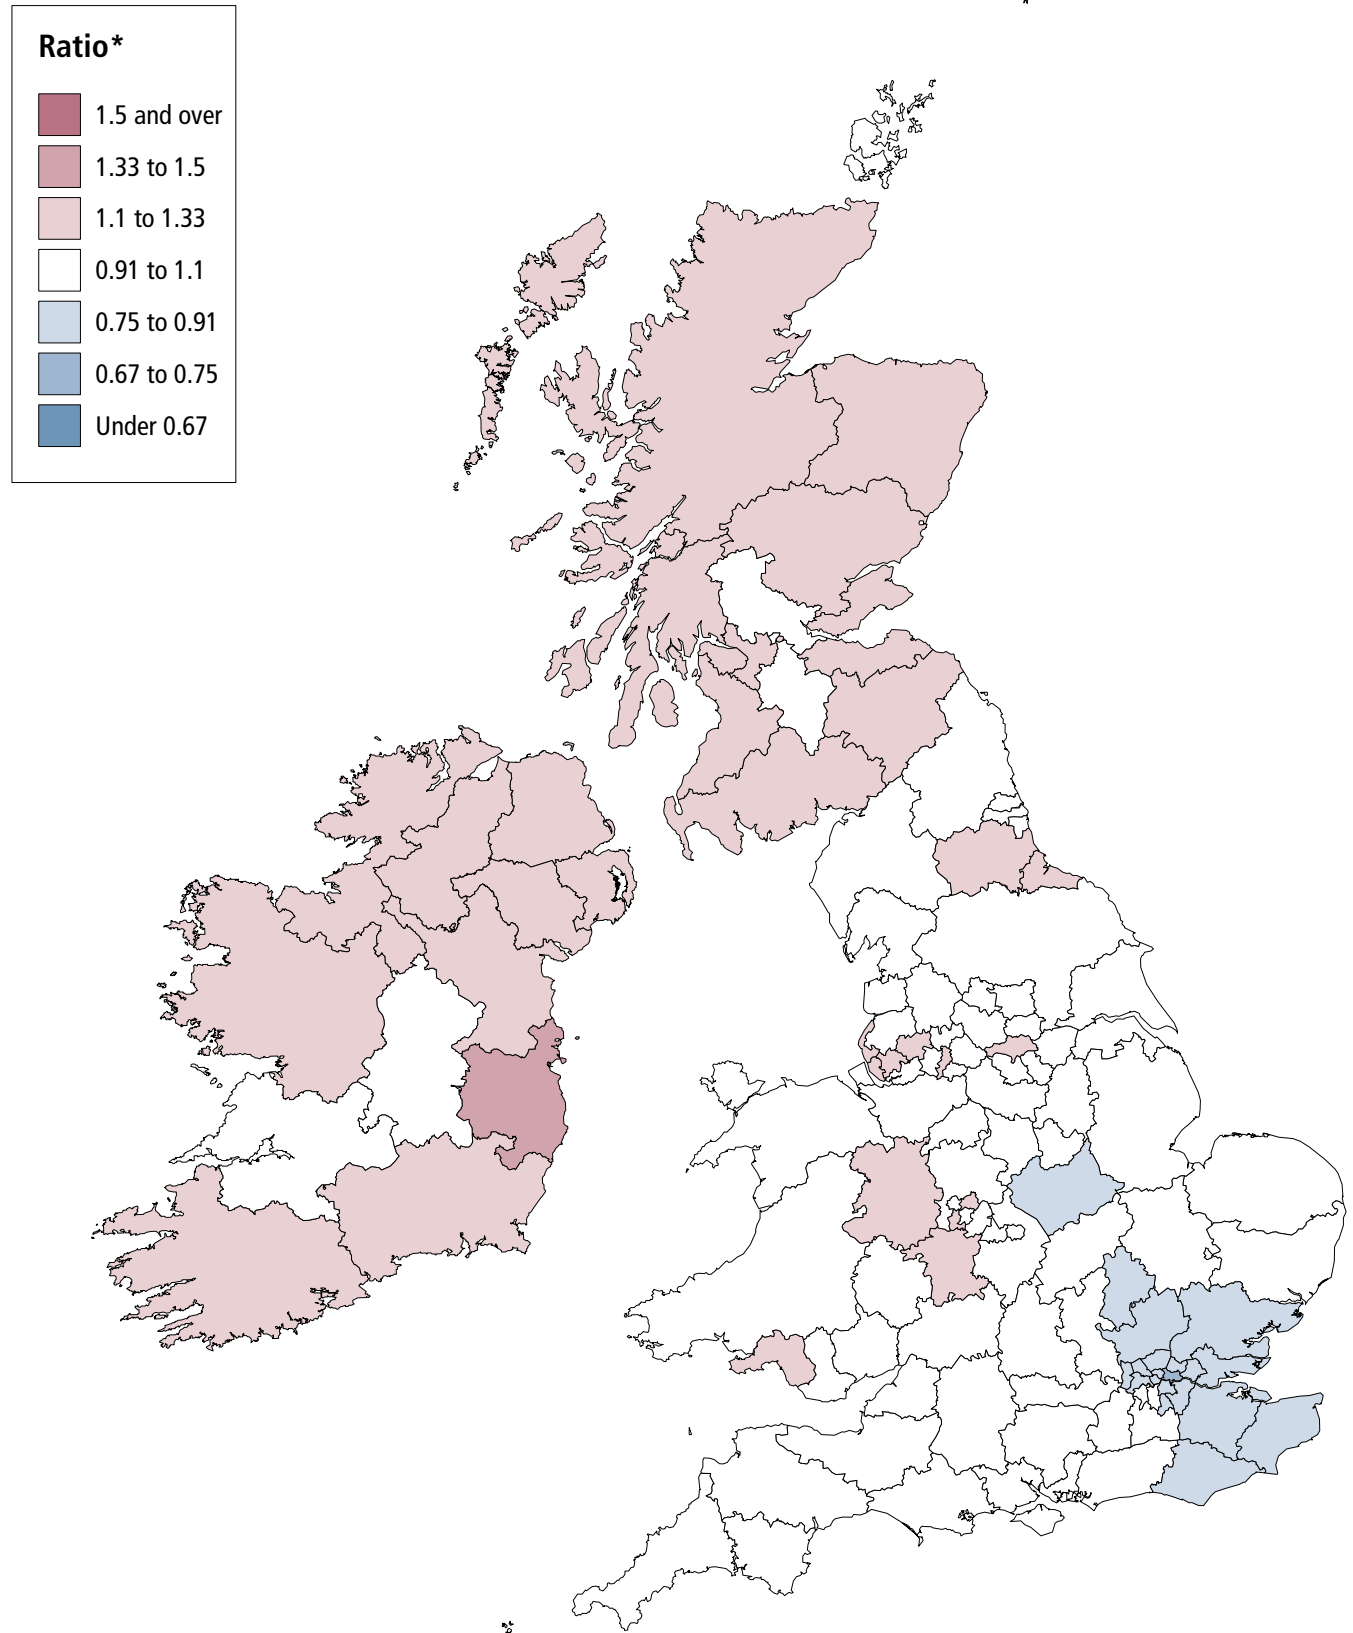 Ratio*
1.5 and over
1.33 to 1.5
1.1 to 1.33
0.91 to 1.1
0.75 to 0.91
0.67 to 0.75
Under 0.67